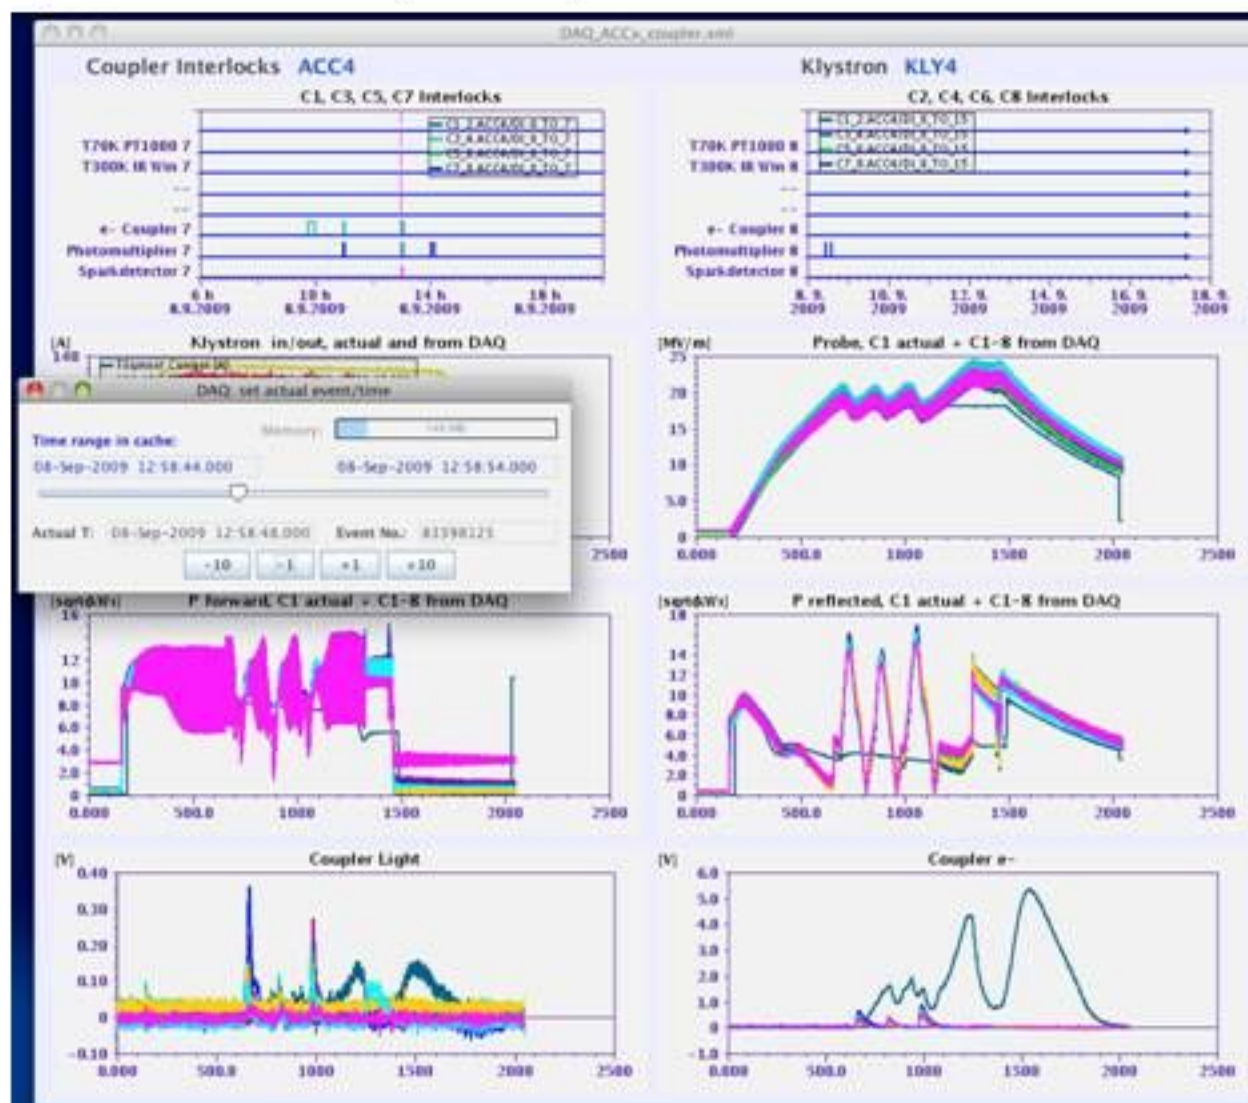 DAQ_ACCx_coupler.xml
Coupler Interlocks ACC4
Klystron KLY4
C1, C3, C5, C7 Interlocks
T70K PT1000 7
T300K IR Win 7
--
--
e- Coupler 7
Photomultiplier 7
Sparkdetector 7
6 h 10 h 14 h 18 h
8.9.2009 8.9.2009 8.9.2009 8.9.2009
C2, C4, C6, C8 Interlocks
T70K PT1000 8
T300K IR Win 8
--
--
e- Coupler 8
Photomultiplier 8
Sparkdetector 8
8. 9. 10. 9. 12. 9. 14. 9. 16. 9. 18. 9.
2009 2009 2009 2009 2009 2009
[A] Klystron in/out, actual and from DAQ
140
2500
[MV/m] Probe, C1 actual + C1-8 from DAQ
25
20
15
10
5.0
0
0.000 500.0 1000 1500 2000 2500
DAQ: set actual event/time
Memory:
Time range in cache:
08-Sep-2009 12:58:44.000 08-Sep-2009 12:58:54.000
Actual T: 08-Sep-2009 12:58:48.000 Event No.: 83598125
-10 -1 +1 +10
P forward, C1 actual + C1-8 from DAQ
16
12
10
8.0
6.0
4.0
2.0
0
0.000 500.0 1000 1500 2000 2500
P reflected, C1 actual + C1-8 from DAQ
18
14
12
10
8.0
6.0
4.0
2.0
0
0.000 500.0 1000 1500 2000 2500
[V] Coupler Light
0.40
0.30
0.20
0.10
0
-0.10
0.000 500.0 1000 1500 2000 2500
[V] Coupler e-
6.0
5.0
4.0
3.0
2.0
1.0
0
-1.0
0.000 500.0 1000 1500 2000 2500